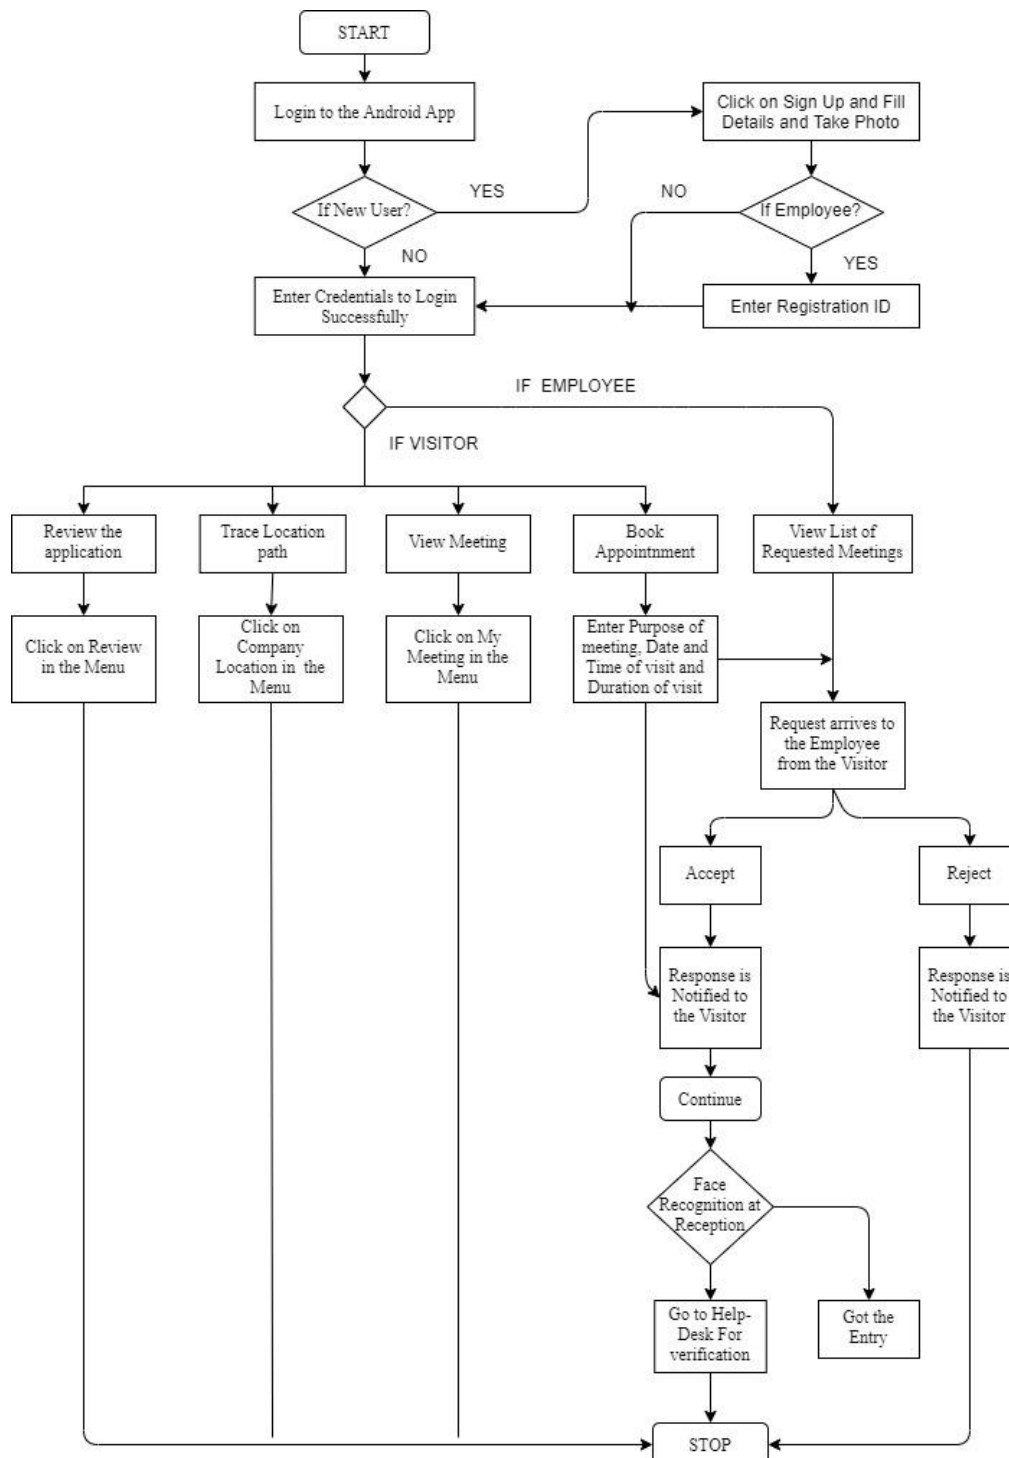 START
Login to the Android App
Click on Sign Up and Fill
Details and Take Photo
YES
NO
If New User?
If Employee?
NO
YES
Enter Credentials to Login
Successfully
Enter Registration ID
IF EMPLOYEE
IF VISITOR
Review the
application
Trace Location
path
View Meeting
Book
Appointnment
View List of
Requested Meetings
Click on Review
in the Menu
Click on
Company
Location in the
Menu
Click on My
Meeting in the
Menu
Enter Purpose of
meeting, Date and
Time of visit and
Duration of visit
Request arrives to
the Employee
from the Visitor
Accept
Reject
Response is
Notified to
the Visitor
Response is
Notified to
the Visitor
Continue
Face
Recognition at
Reception
Go to Help-
Desk For
verification
Got the
Entry
STOP